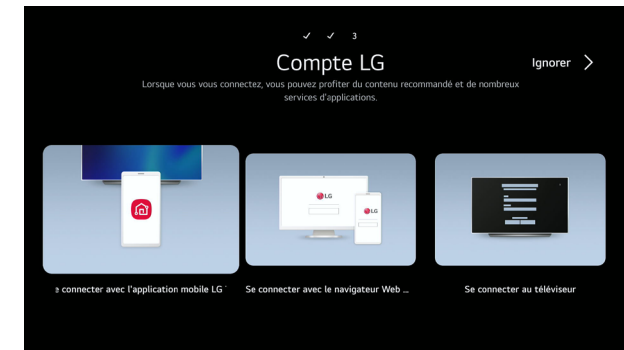 3
Compte LG
Ignorer
Lorsque vous vous connectez, vous pouvez profiter du contenu recommandé et de nombreux
services d'applications.
LG
LG
e connecter avec l'application mobile LG
Se connecter avec le navigateur Web ...
Se connecter au téléviseur